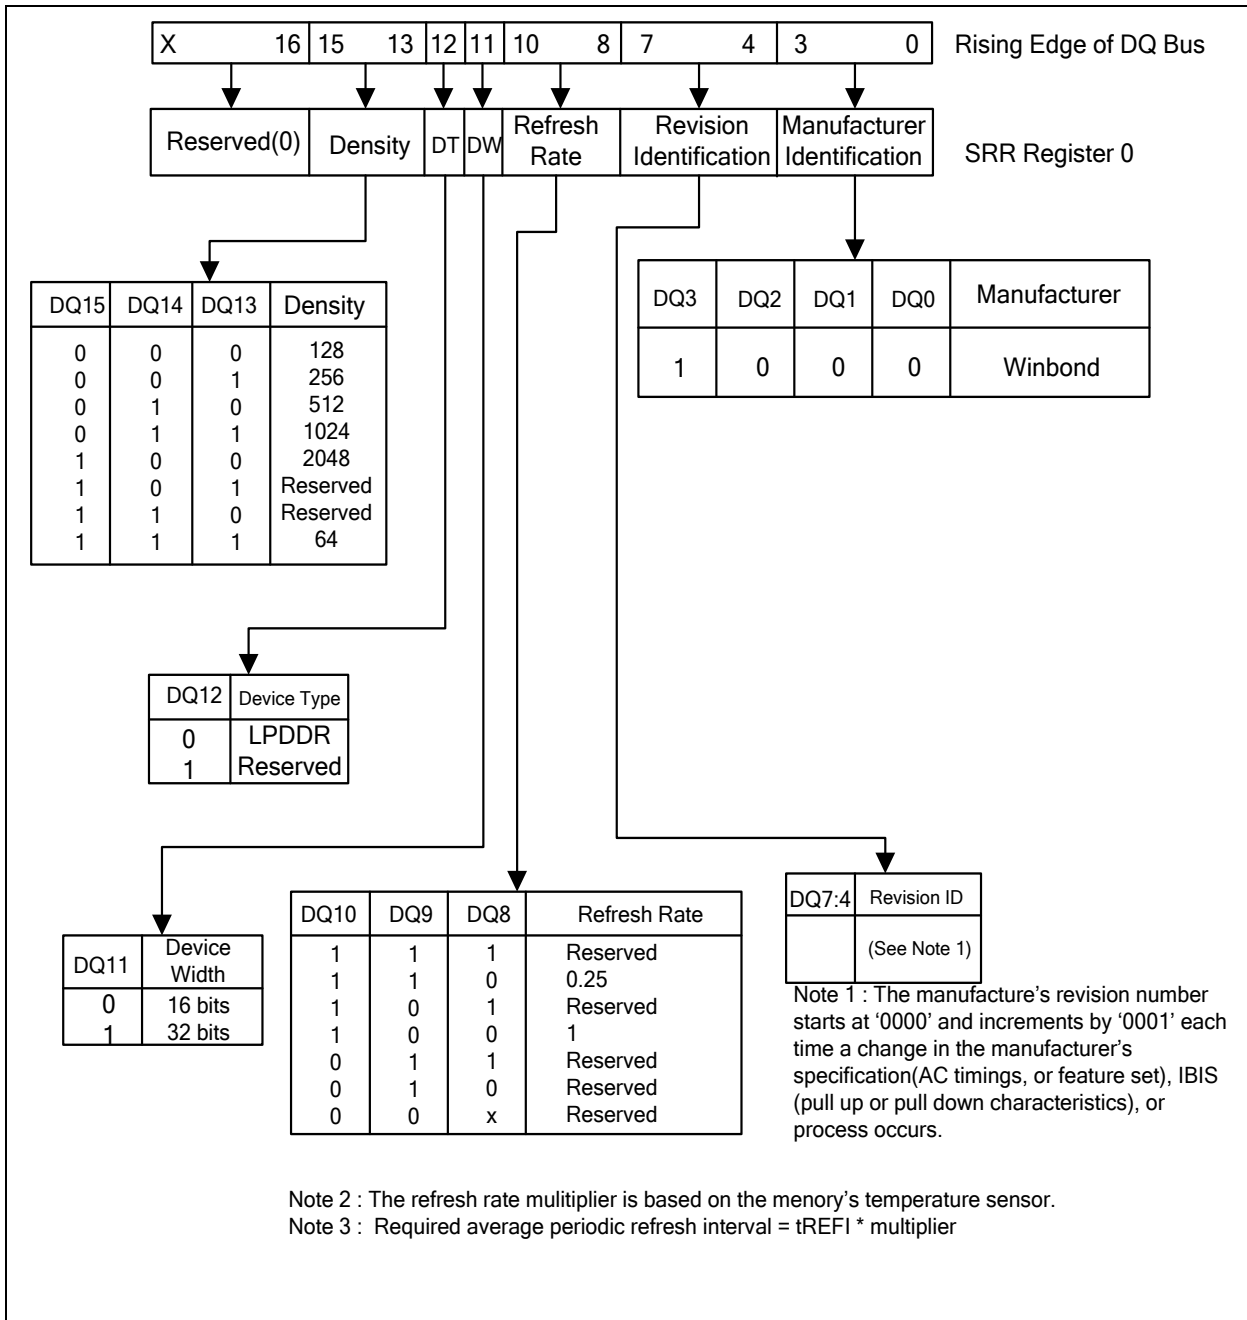 X 16 15 13 12 11 10 8 7 4 3 0 Rising Edge of DQ Bus
Reserved(0) Density DT DW Refresh Rate Revision Identification Manufacturer Identification SRR Register 0
DQ15 DQ14 DQ13 Density
0 0 0 128
0 0 1 256
0 1 0 512
0 1 1 1024
1 0 0 2048
1 0 1 Reserved
1 1 0 Reserved
1 1 1 64
DQ3 DQ2 DQ1 DQ0 Manufacturer
1 0 0 0 Winbond
DQ12 Device Type
0 LPDDR
1 Reserved
DQ11 Device Width
0 16 bits
1 32 bits
DQ10 DQ9 DQ8 Refresh Rate
1 1 1 Reserved
1 1 0 0.25
1 0 1 Reserved
1 0 0 1
0 1 1 Reserved
0 1 0 Reserved
0 0 x Reserved
DQ7:4 Revision ID
(See Note 1)
Note 1 : The manufacture's revision number
starts at ‘0000’ and increments by ‘0001’ each
time a change in the manufacturer's
specification(AC timings, or feature set), IBIS
(pull up or pull down characteristics), or
process occurs.
Note 2 : The refresh rate mulitiplier is based on the menory's temperature sensor.
Note 3 : Required average periodic refresh interval = tREFI * multiplier